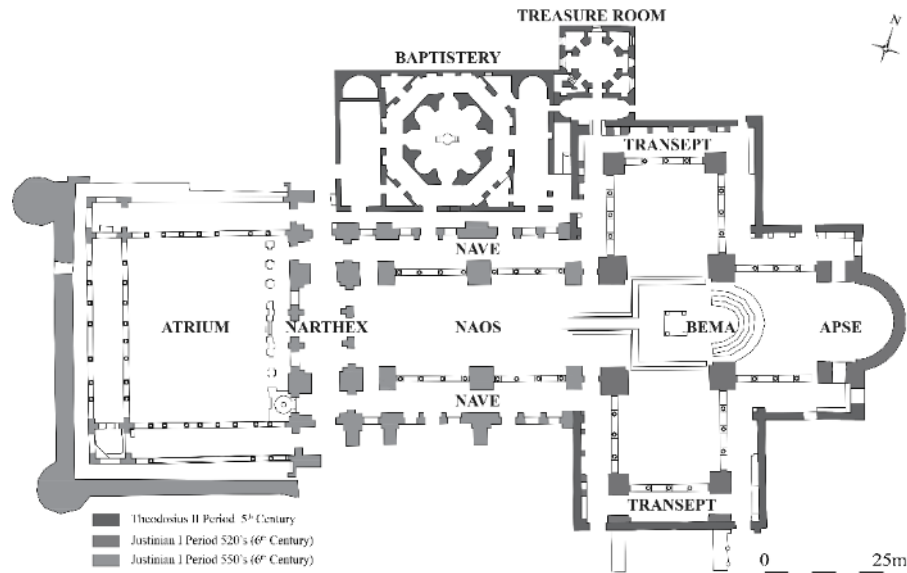 TREASURE ROOM
BAPTISTERY
N
TRANSEPT
NAVE
ATRIUM
NARTHEX
NAOS
BEMA
APSE
NAVE
TRANSEPT
Theodosius II Period 5th Century
Justinian I Period 520's (6th Century)
Justinian I Period 550's (6th Century)
0 25m